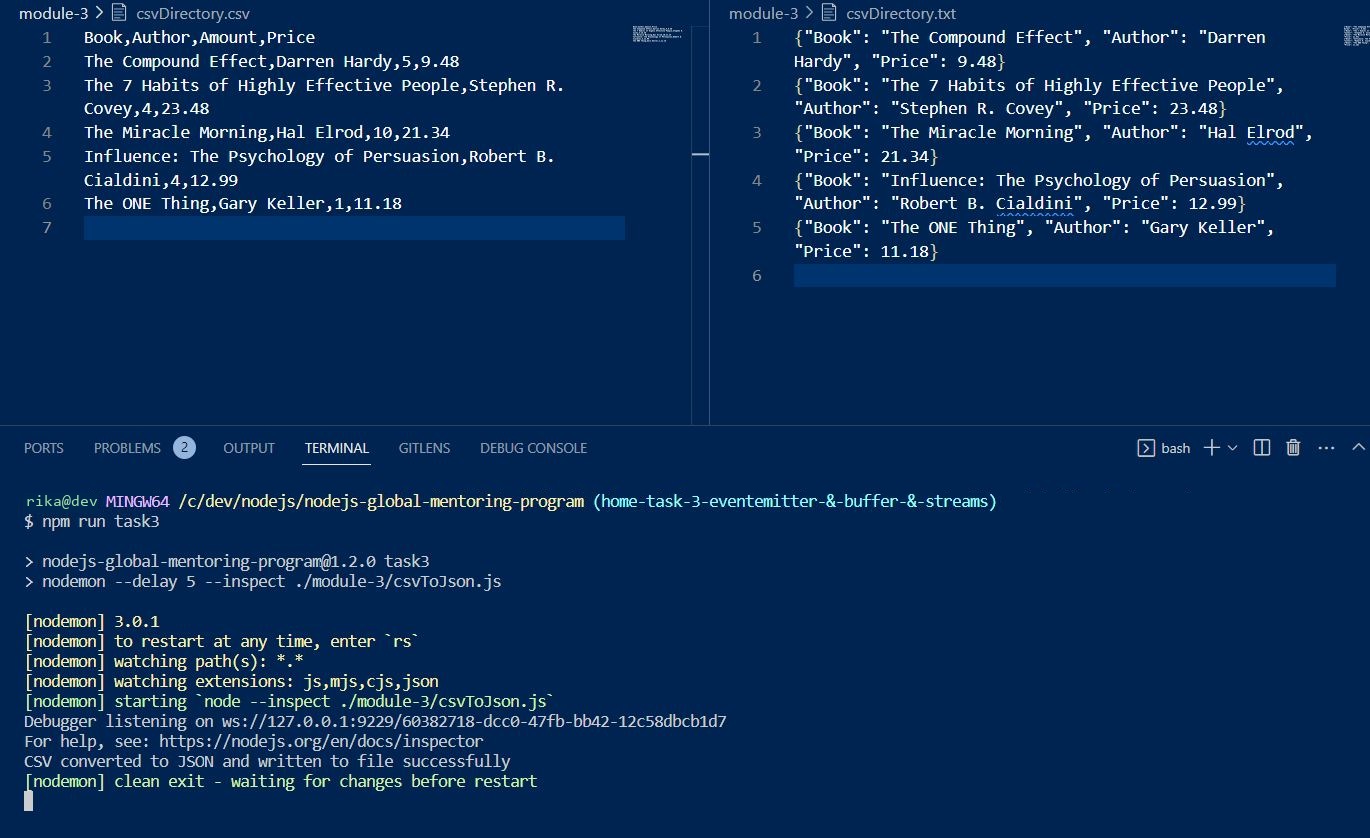 module-3 > csvDirectory.csv
1 Book,Author,Amount,Price
2 The Compound Effect,Darren Hardy,5,9.48
3 The 7 Habits of Highly Effective People,Stephen R.
Covey,4,23.48
4 The Miracle Morning,Hal Elrod,10,21.34
5 Influence: The Psychology of Persuasion,Robert B.
Cialdini,4,12.99
6 The ONE Thing,Gary Keller,1,11.18
7
module-3 > csvDirectory.txt
1 {"Book": "The Compound Effect", "Author": "Darren
Hardy", "Price": 9.48}
2 {"Book": "The 7 Habits of Highly Effective People",
"Author": "Stephen R. Covey", "Price": 23.48}
3 {"Book": "The Miracle Morning", "Author": "Hal Elrod",
"Price": 21.34}
4 {"Book": "Influence: The Psychology of Persuasion",
"Author": "Robert B. Cialdini", "Price": 12.99}
5 {"Book": "The ONE Thing", "Author": "Gary Keller",
"Price": 11.18}
6
PORTS PROBLEMS 2 OUTPUT TERMINAL GITLENS DEBUG CONSOLE bash
rika@dev MINGW64 /c/dev/nodejs/nodejs-global-mentoring-program (home-task-3-eventemitter-&-buffer-&-streams)
$ npm run task3
> nodejs-global-mentoring-program@1.2.0 task3
> nodemon --delay 5 --inspect ./module-3/csvToJson.js
[nodemon] 3.0.1
[nodemon] to restart at any time, enter `rs`
[nodemon] watching path(s): *.*
[nodemon] watching extensions: js,mjs,cjs,json
[nodemon] starting `node --inspect ./module-3/csvToJson.js`
Debugger listening on ws://127.0.0.1:9229/60382718-dcc0-47fb-bb42-12c58dbcb1d7
For help, see: https://nodejs.org/en/docs/inspector
CSV converted to JSON and written to file successfully
[nodemon] clean exit - waiting for changes before restart